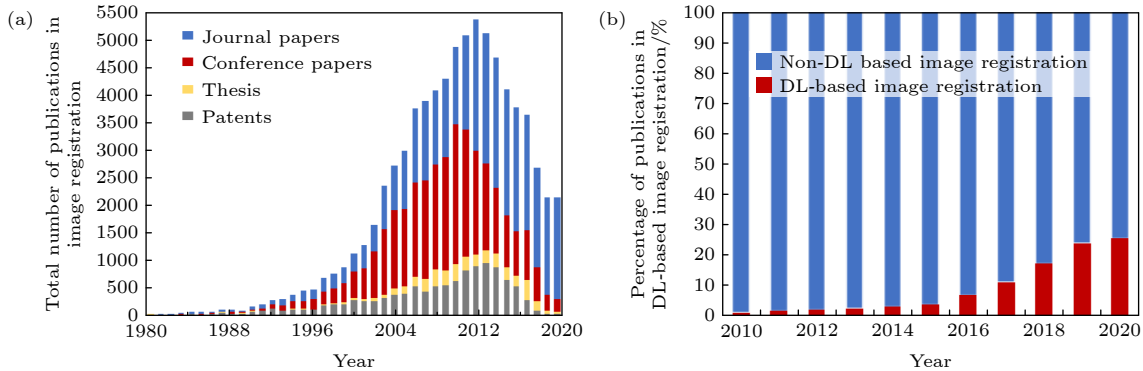 (a)
Total number of publications in
image registration
5500
5000
4500
4000
3500
3000
2500
2000
1500
1000
500
0
Journal papers
Conference papers
Thesis
Patents
1980 1988 1996 2004 2012 2020
Year
(b)
Percentage of publications in
DL-based image registration/%
100
90
80
70
60
50
40
30
20
10
0
Non-DL based image registration
DL-based image registration
2010 2012 2014 2016 2018 2020
Year